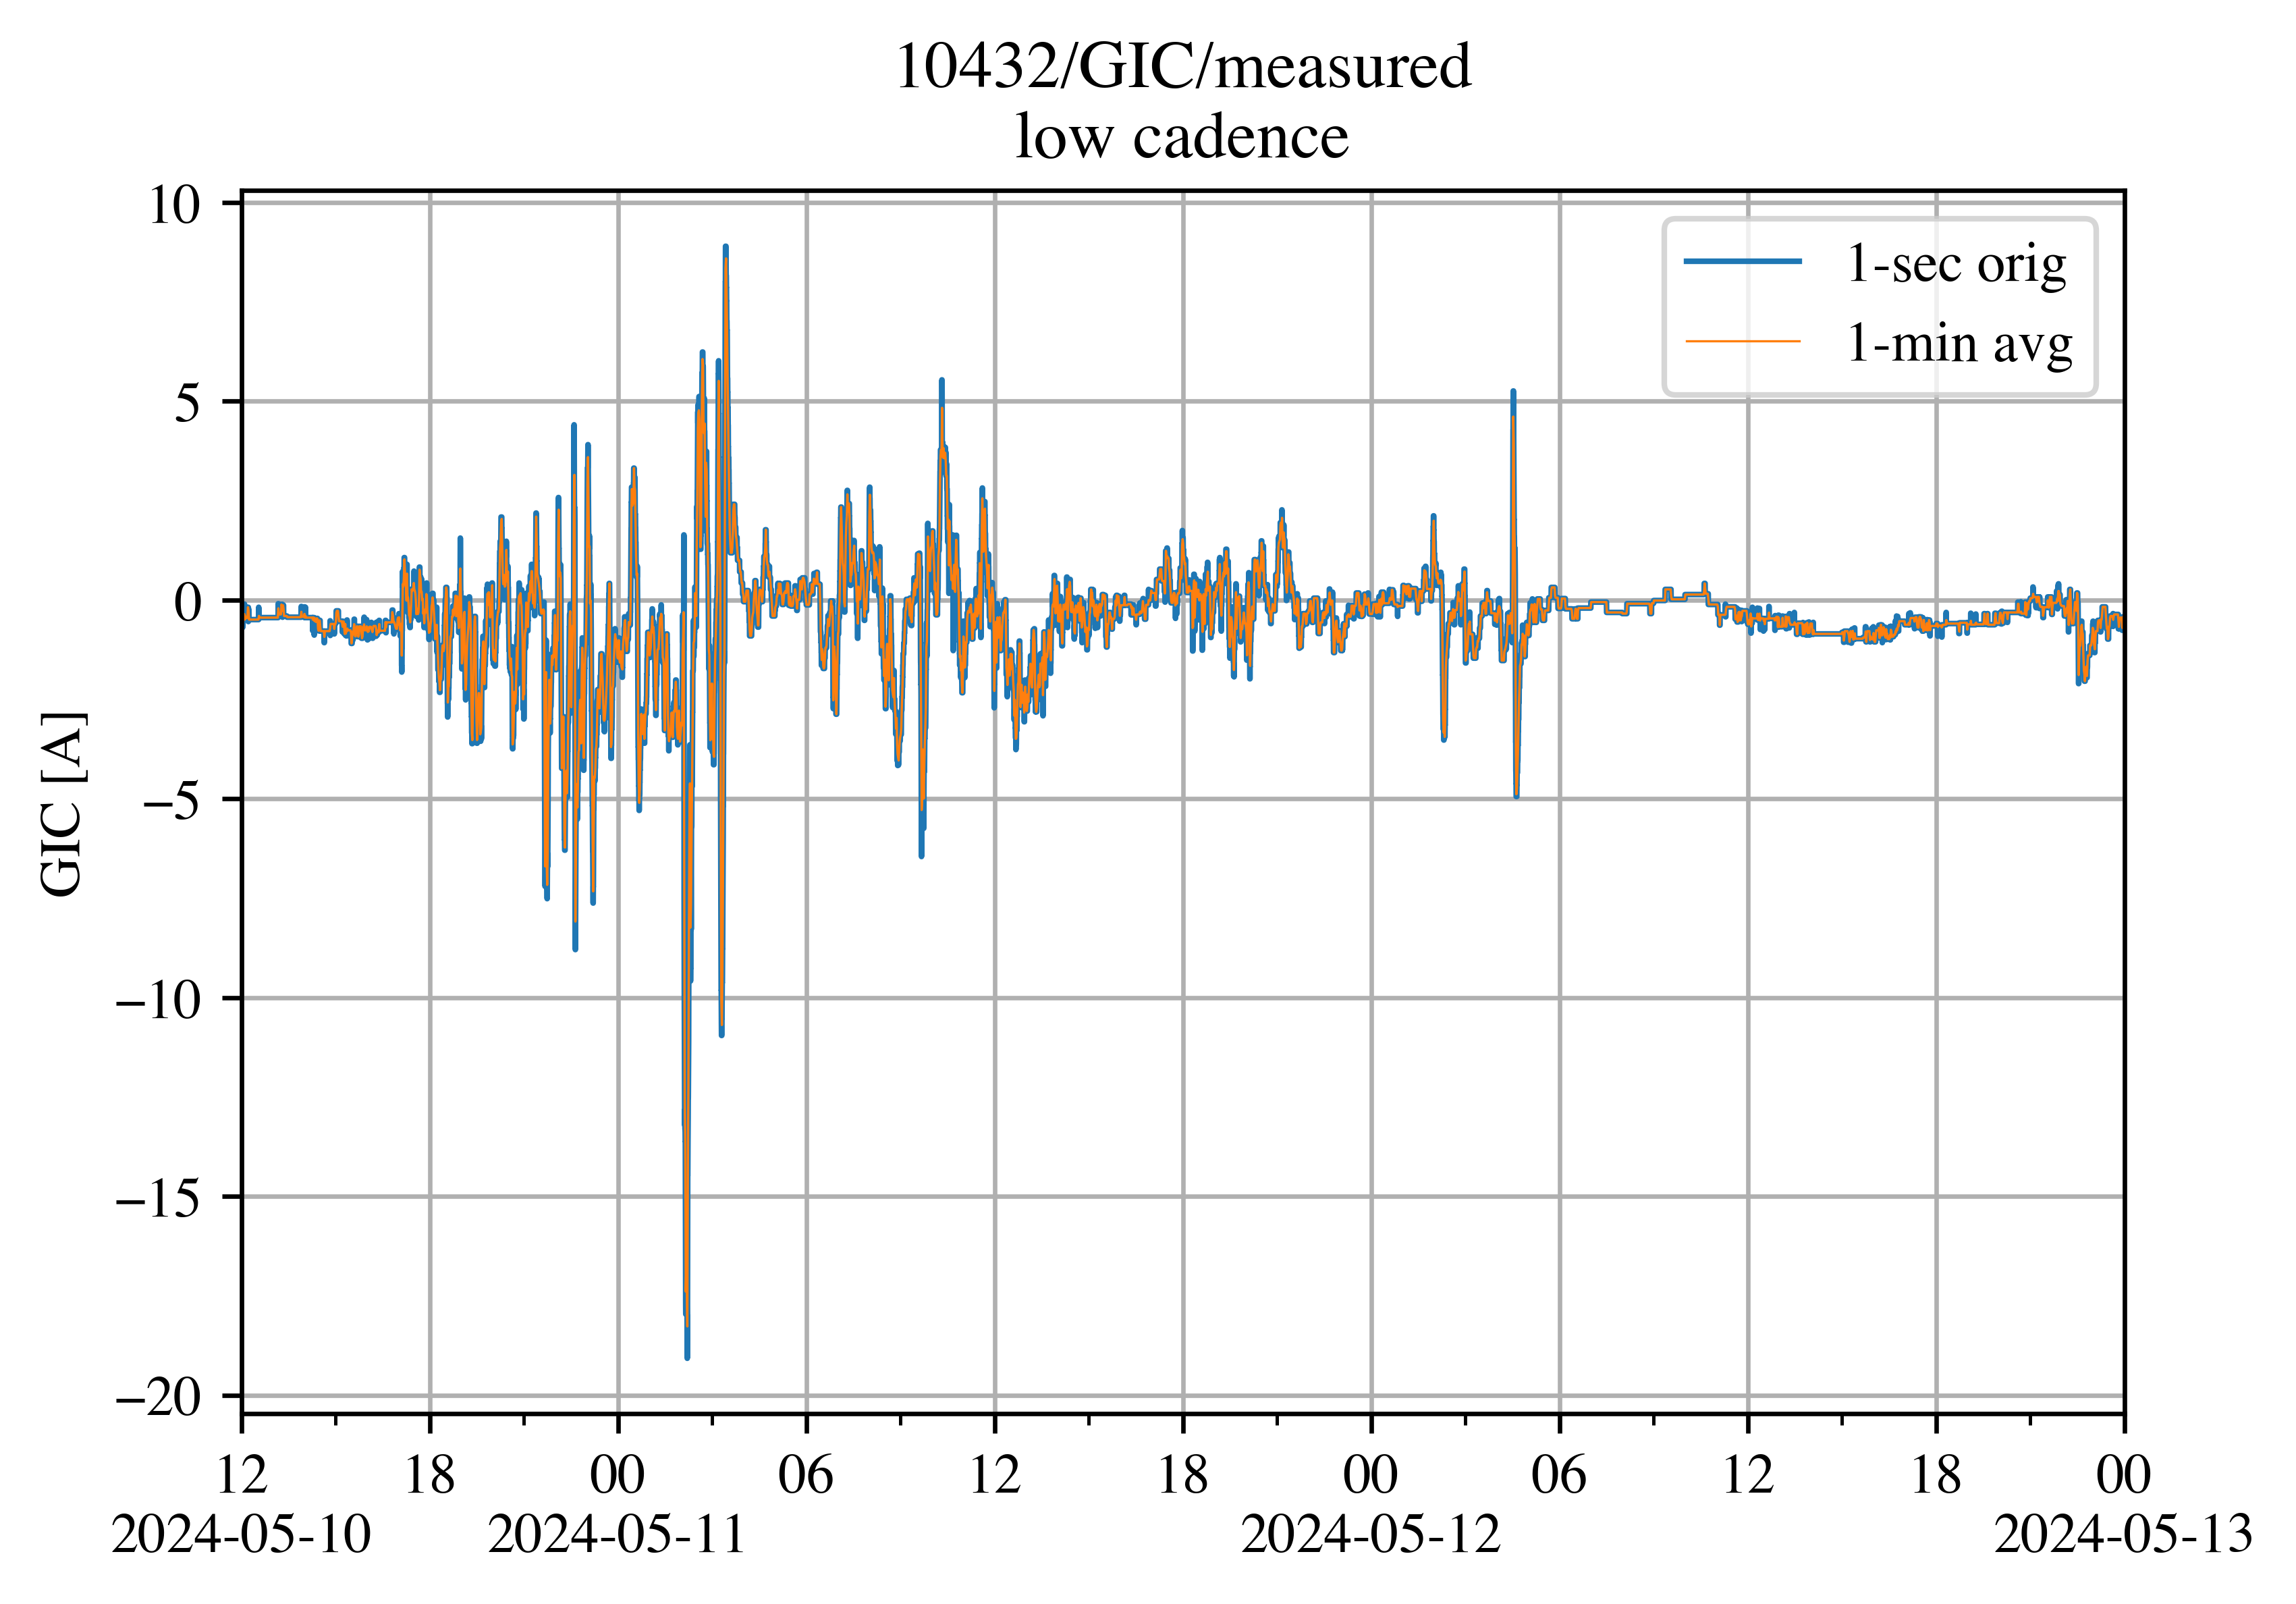 10432/GIC/measured
low cadence
10
5
0
−5
−10
−15
−20
GIC [A]
1-sec orig
1-min avg
12 18 00 06 12 18 00 06 12 18 00
2024-05-10 2024-05-11 2024-05-12 2024-05-13